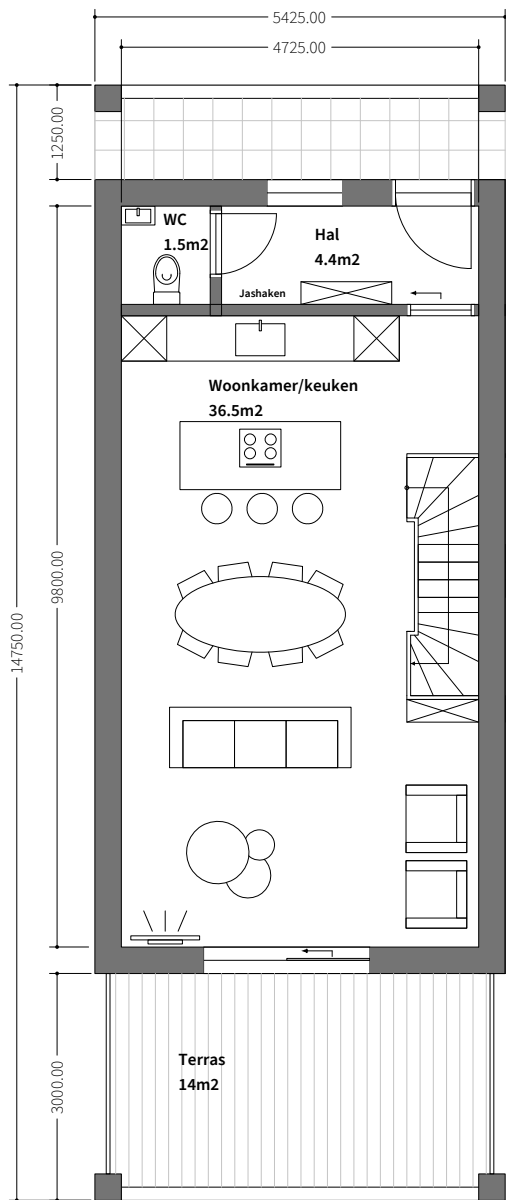 5425.00
4725.00
1250.00
WC
1.5m2
Hal
4.4m2
Jashaken
Woonkamer/keuken
36.5m2
9800.00
14750.00
Terras
14m2
3000.00